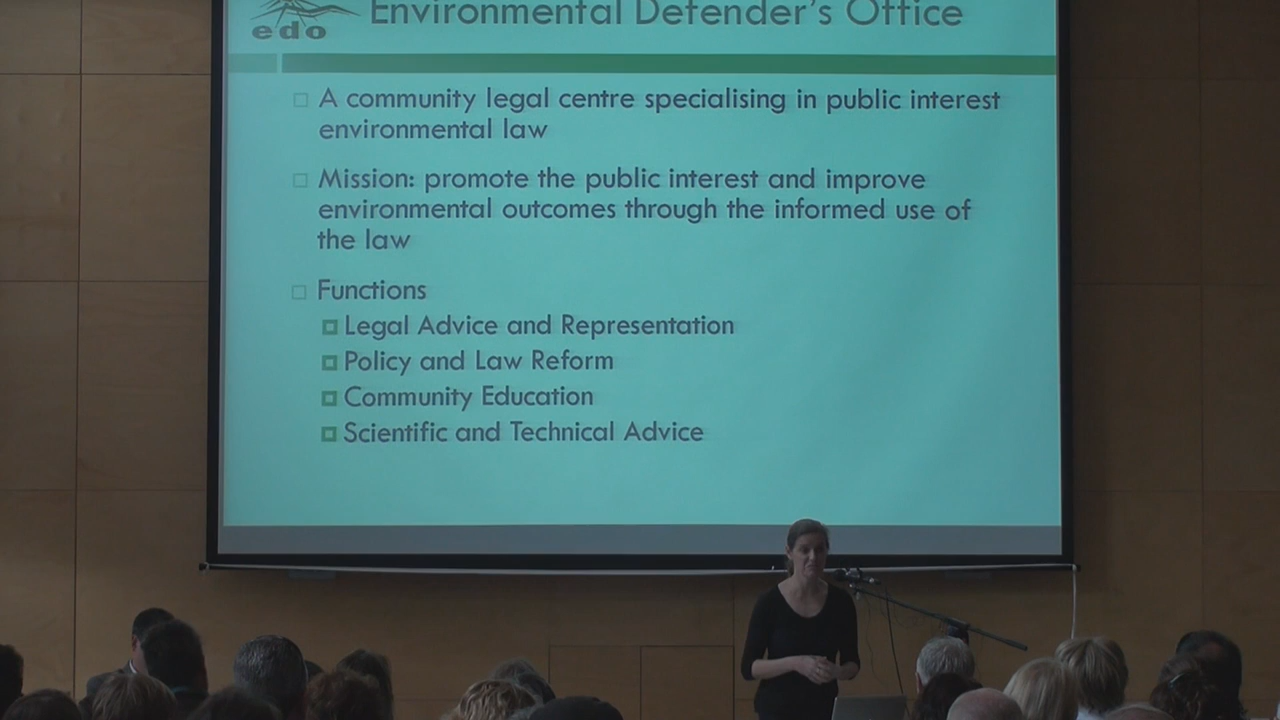 Environmental Defender's Office
edo
A community legal centre specialising in public interest
environmental law
Mission: promote the public interest and improve
environmental outcomes through the informed use of
the law
Functions
Legal Advice and Representation
Policy and Law Reform
Community Education
Scientific and Technical Advice